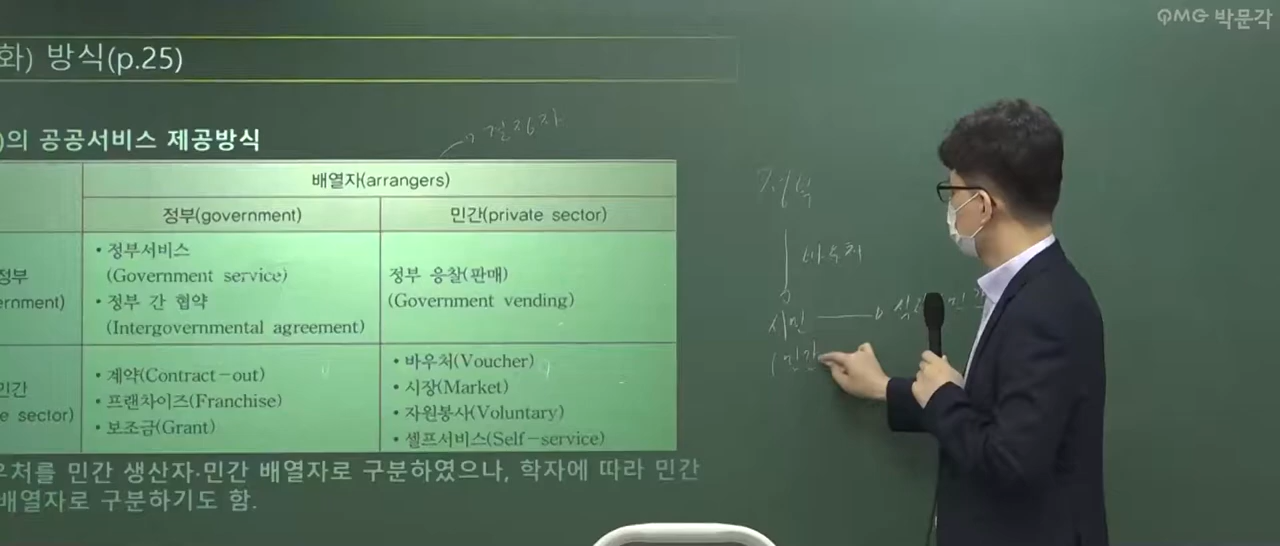 QMG 박문각
화) 방식(p.25)
)의 공공서비스 제공방식
결정자
배열자(arrangers)
정부(government) 민간(private sector)
정부
ernment)
• 정부서비스
(Government service)
• 정부 간 협약
(Intergovernmental agreement)
정부 응찰(판매)
(Government vending)
민간
e sector)
• 계약(Contract-out)
• 프랜차이즈(Franchise)
• 보조금(Grant)
• 바우처(Voucher)
• 시장(Market)
• 자원봉사(Voluntary)
• 셀프서비스(Self-service)
우처를 민간 생산자·민간 배열자로 구분하였으나, 학자에 따라 민간
배열자로 구분하기도 함.
바우처
시민
(민간